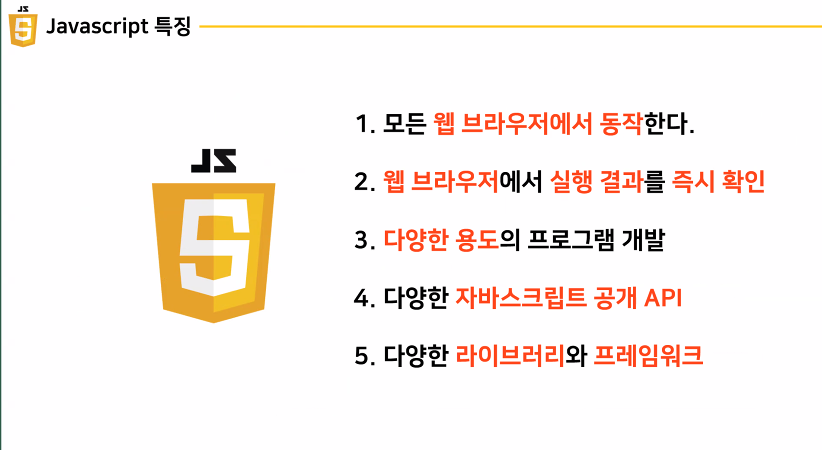 JS
Javascript 특징
JS
1. 모든 웹 브라우저에서 동작한다.
2. 웹 브라우저에서 실행 결과를 즉시 확인
3. 다양한 용도의 프로그램 개발
4. 다양한 자바스크립트 공개 API
5. 다양한 라이브러리와 프레임워크